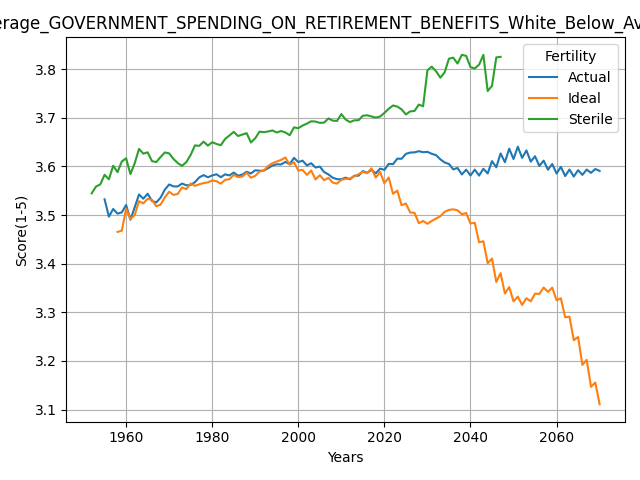 erage_GOVERNMENT_SPENDING_ON_RETIREMENT_BENEFITS_White_Below_Av
Fertility
Actual
Ideal
Sterile
Score(1-5)
3.8
3.7
3.6
3.5
3.4
3.3
3.2
3.1
1960 1980 2000 2020 2040 2060
Years